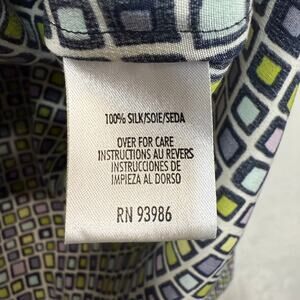 100% SILK/SOIE/SEDA
OVER FOR CARE
INSTRUCTIONS AU REVERS
INSTRUCCIONES DE
IMPIEZA AL DORSO
RN 93986